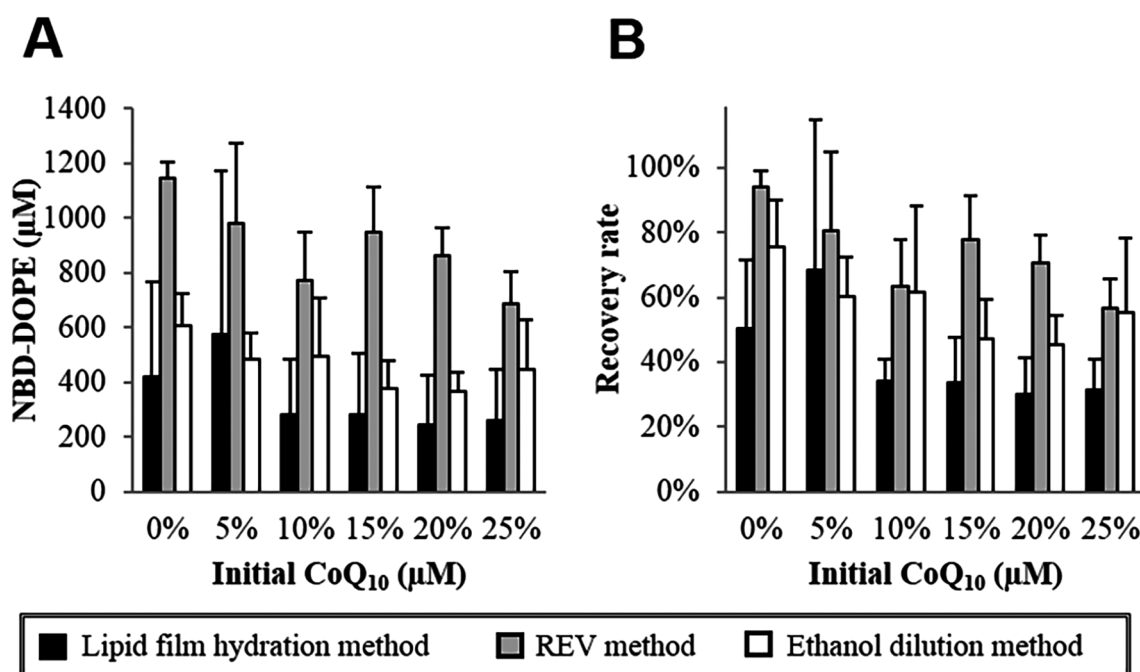 A
B
NBD-DOPE (µM)
1400
1200
1000
800
600
400
200
0
0% 5% 10% 15% 20% 25%
Initial CoQ₁₀ (µM)
Recovery rate
100%
80%
60%
40%
20%
0%
0% 5% 10% 15% 20% 25%
Initial CoQ₁₀ (µM)
Lipid film hydration method REV method Ethanol dilution method